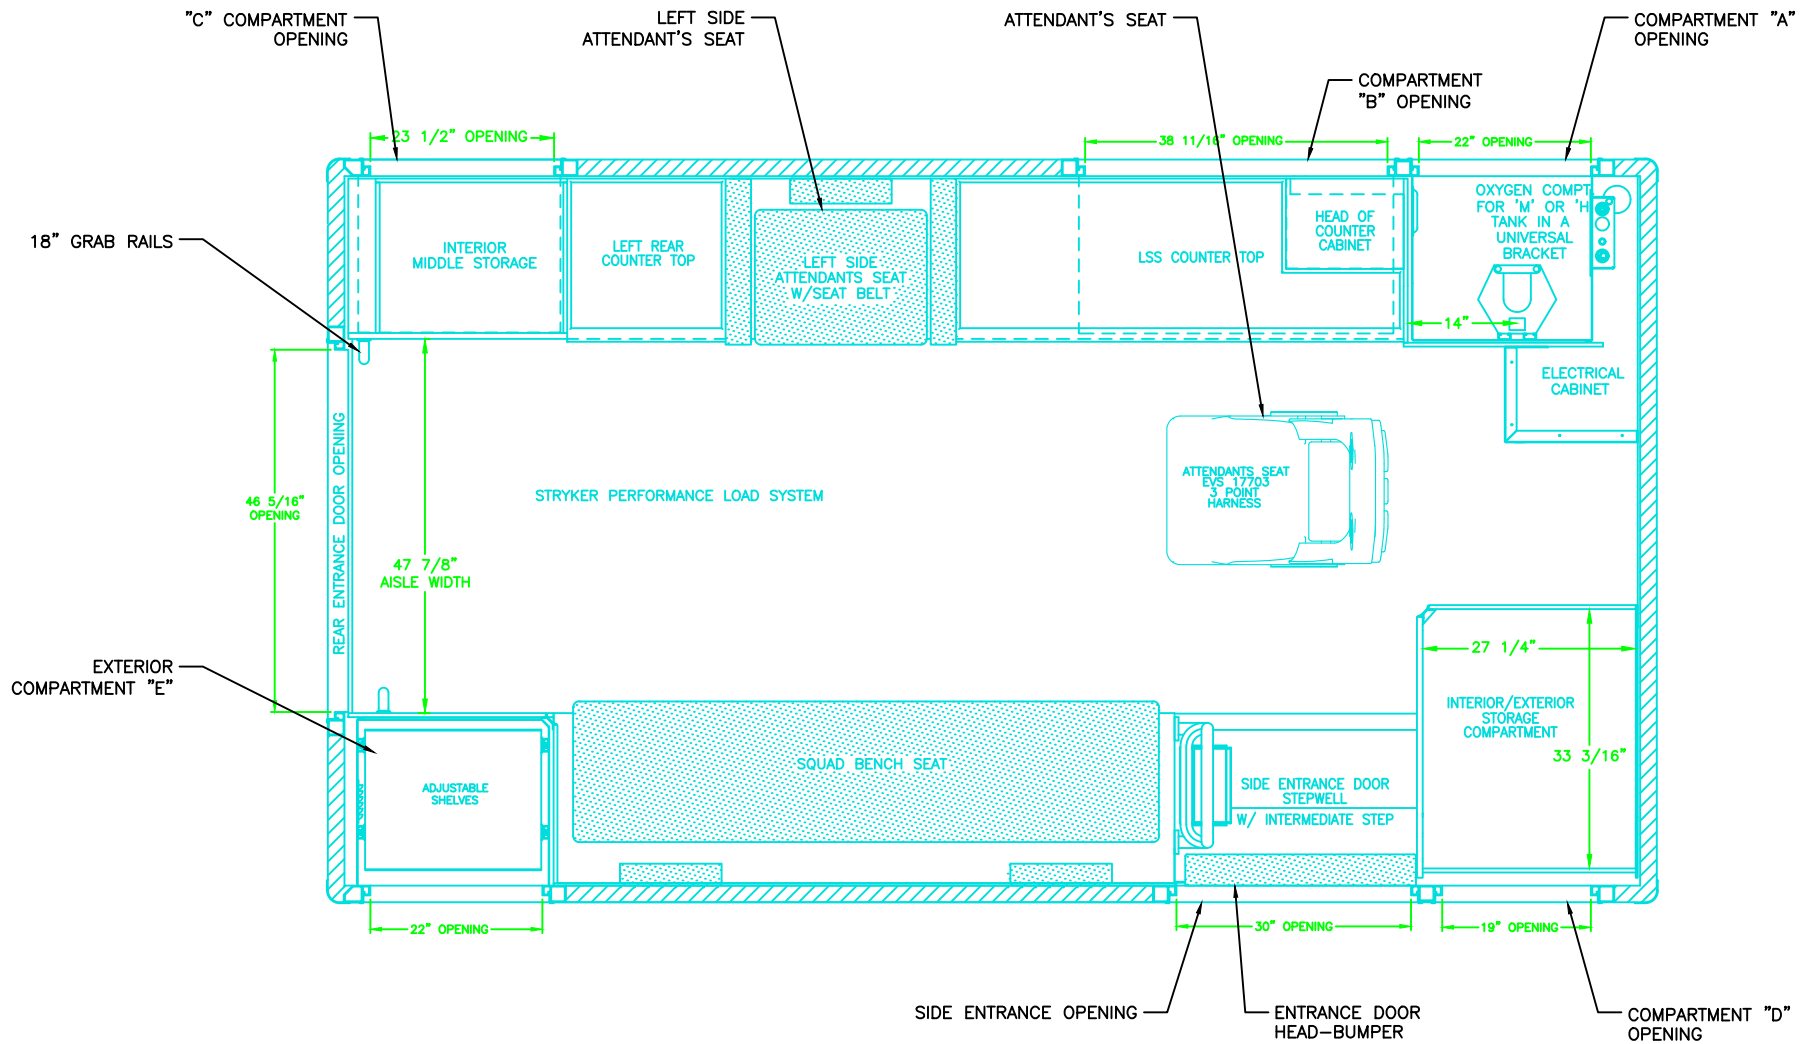 "C" COMPARTMENT
OPENING
LEFT SIDE
ATTENDANT'S SEAT
ATTENDANT'S SEAT
COMPARTMENT "A"
OPENING
COMPARTMENT
"B" OPENING
23 1/2" OPENING
38 11/16" OPENING
22" OPENING
18" GRAB RAILS
INTERIOR
MIDDLE STORAGE
LEFT REAR
COUNTER TOP
LEFT SIDE
ATTENDANTS SEAT
W/SEAT BELT
LSS COUNTER TOP
HEAD OF
COUNTER
CABINET
OXYGEN COMPT
FOR 'M' OR 'H'
TANK IN A
UNIVERSAL
BRACKET
14"
ELECTRICAL
CABINET
46 5/16"
OPENING
REAR ENTRANCE DOOR OPENING
47 7/8"
AISLE WIDTH
STRYKER PERFORMANCE LOAD SYSTEM
ATTENDANTS SEAT
EVS 17703
3 POINT
HARNESS
EXTERIOR
COMPARTMENT "E"
27 1/4"
INTERIOR/EXTERIOR
STORAGE
COMPARTMENT
33 3/16"
ADJUSTABLE
SHELVES
SQUAD BENCH SEAT
SIDE ENTRANCE DOOR
STEPWELL
W/ INTERMEDIATE STEP
22" OPENING
30" OPENING
19" OPENING
SIDE ENTRANCE OPENING
ENTRANCE DOOR
HEAD-BUMPER
COMPARTMENT "D"
OPENING